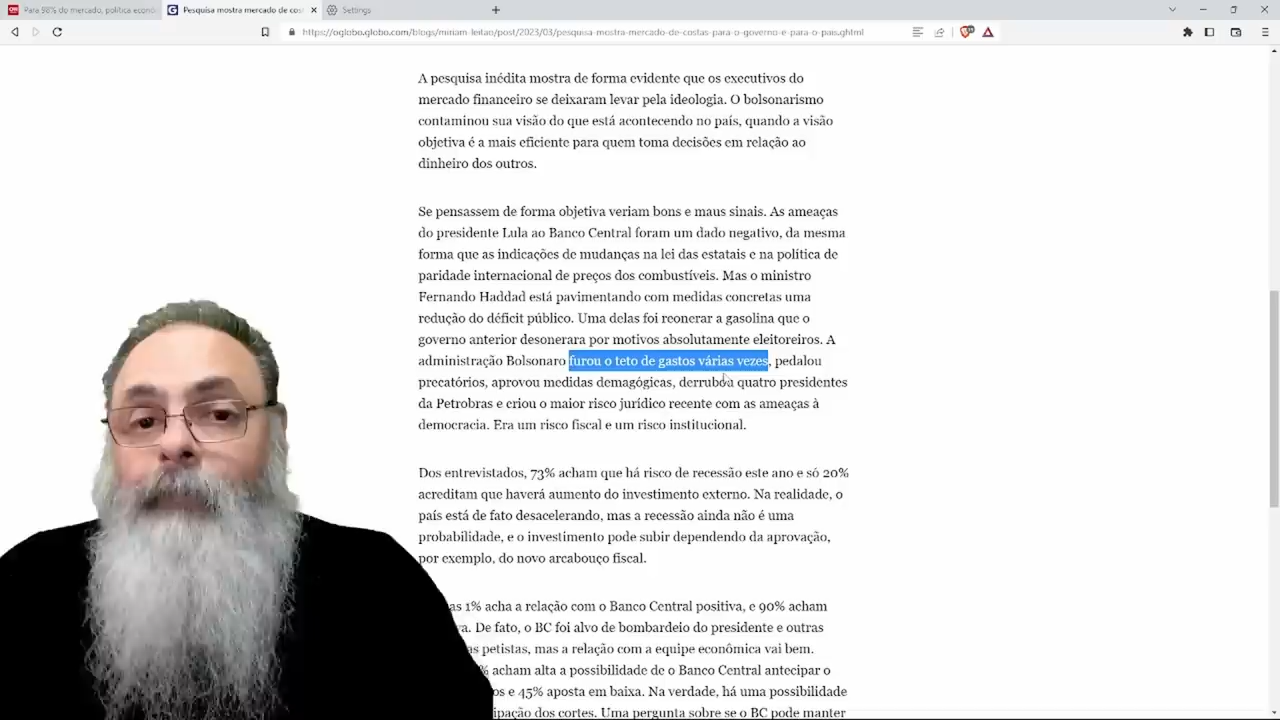 Para 98% do mercado, política econô
Pesquisa mostra mercado de cos
Settings
https://oglobo.globo.com/blogs/miriam-leitao/post/2023/03/pesquisa-mostra-mercado-de-costas-para-o-governo-e-para-o-pais.ghtml
A pesquisa inédita mostra de forma evidente que os executivos do
mercado financeiro se deixaram levar pela ideologia. O bolsonarismo
contaminou sua visão do que está acontecendo no país, quando a visão
objetiva é a mais eficiente para quem toma decisões em relação ao
dinheiro dos outros.
Se pensassem de forma objetiva veriam bons e maus sinais. As ameaças
do presidente Lula ao Banco Central foram um dado negativo, da mesma
forma que as indicações de mudanças na lei das estatais e na política de
paridade internacional de preços dos combustíveis. Mas o ministro
Fernando Haddad está pavimentando com medidas concretas uma
redução do déficit público. Uma delas foi reonerar a gasolina que o
governo anterior desonerara por motivos absolutamente eleitoreiros. A
administração Bolsonaro furou o teto de gastos várias vezes, pedalou
precatórios, aprovou medidas demagógicas, derrubou quatro presidentes
da Petrobras e criou o maior risco jurídico recente com as ameaças à
democracia. Era um risco fiscal e um risco institucional.
Dos entrevistados, 73% acham que há risco de recessão este ano e só 20%
acreditam que haverá aumento do investimento externo. Na realidade, o
país está de fato desacelerando, mas a recessão ainda não é uma
probabilidade, e o investimento pode subir dependendo da aprovação,
por exemplo, do novo arcabouço fiscal.
as 1% acha a relação com o Banco Central positiva, e 90% acham
va. De fato, o BC foi alvo de bombardeio do presidente e outras
as petistas, mas a relação com a equipe econômica vai bem.
% acham alta a possibilidade de o Banco Central antecipar o
os e 45% aposta em baixa. Na verdade, há uma possibilidade
ipação dos cortes. Uma pergunta sobre se o BC pode manter